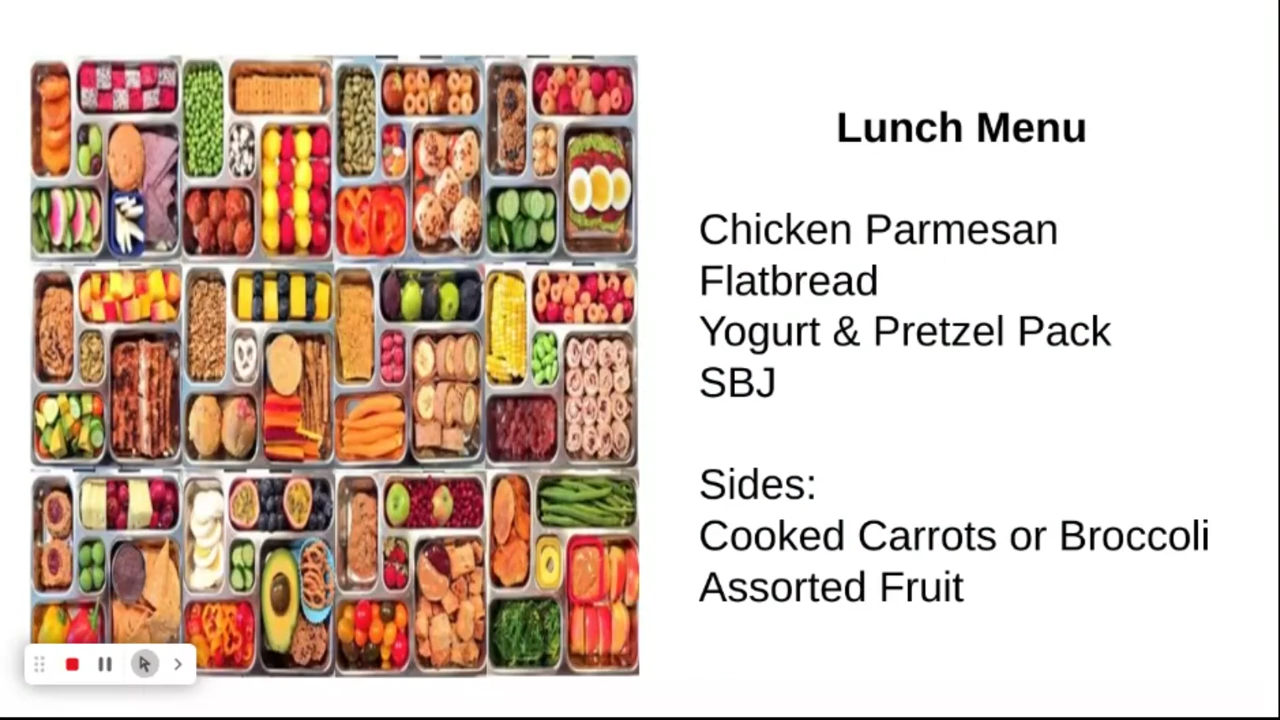 Lunch Menu
Chicken Parmesan
Flatbread
Yogurt & Pretzel Pack
SBJ
Sides:
Cooked Carrots or Broccoli
Assorted Fruit